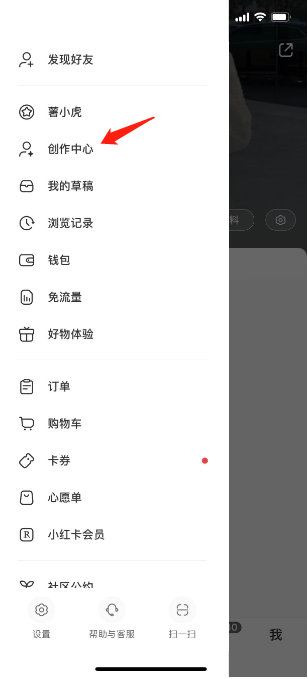 发现好友
薯小虎
创作中心
我的草稿
浏览记录
钱包
免流量
好物体验
订单
购物车
卡券
心愿单
R
小红卡会员
社区公约
设置
帮助与客服
扫一扫
我